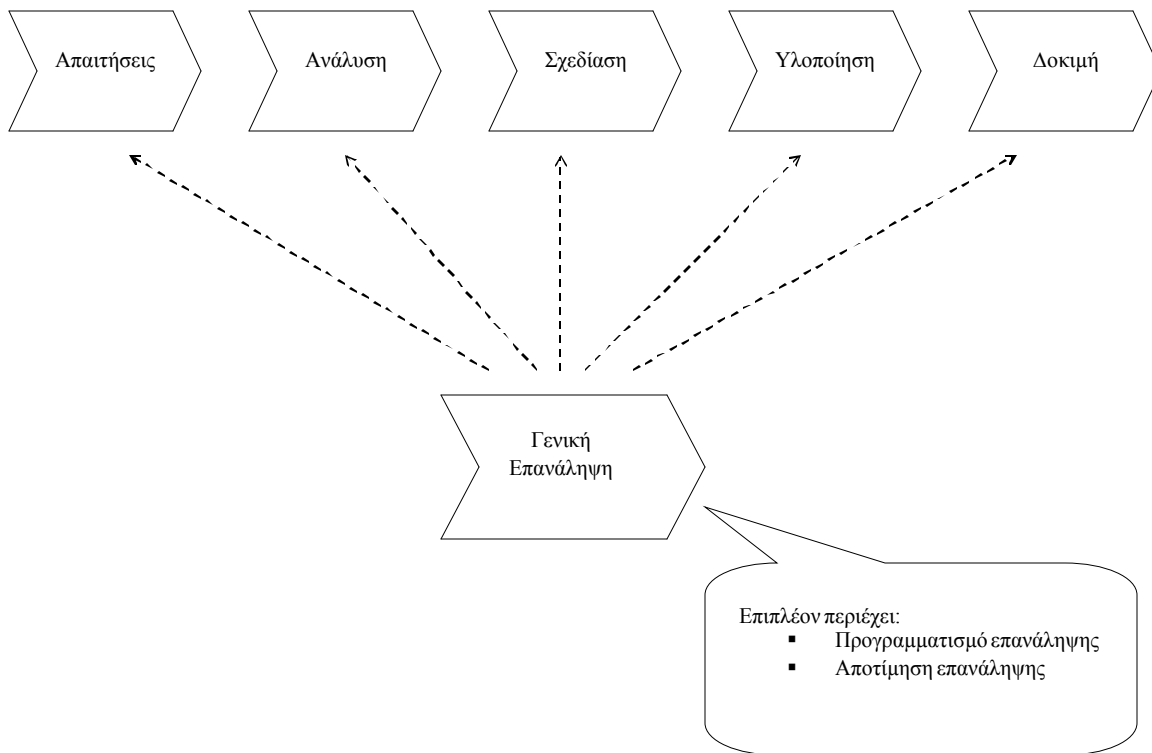 Απαιτήσεις
Ανάλυση
Σχεδίαση
Υλοποίηση
Δοκιμή
Γενική
Επανάληψη
Επιπλέον περιέχει:
▪ Προγραμματισμό επανάληψης
▪ Αποτίμηση επανάληψης